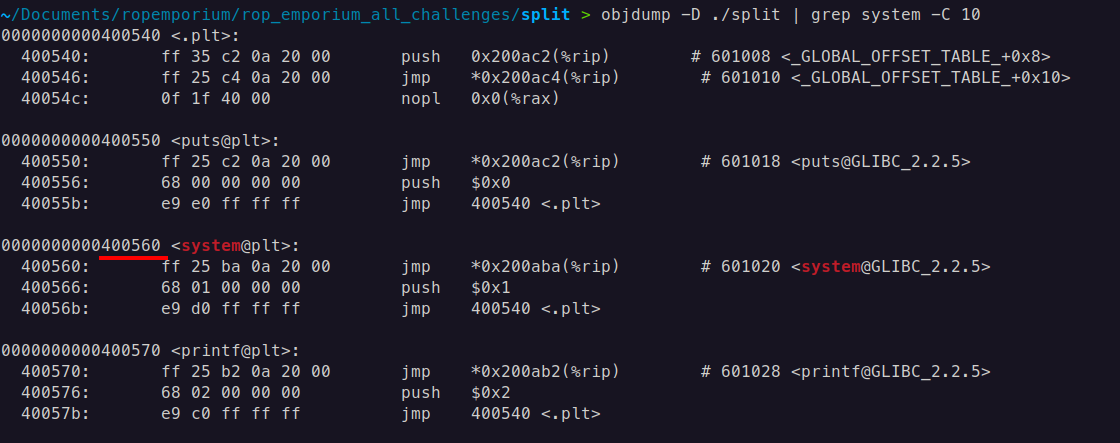 ~/Documents/ropemporium/rop_emporium_all_challenges/split > objdump -D ./split | grep system -C 10
0000000000400540 <.plt>:
  400540:       ff 35 c2 0a 20 00       push   0x200ac2(%rip)        # 601008 <_GLOBAL_OFFSET_TABLE_+0x8>
  400546:       ff 25 c4 0a 20 00       jmp    *0x200ac4(%rip)        # 601010 <_GLOBAL_OFFSET_TABLE_+0x10>
  40054c:       0f 1f 40 00             nopl   0x0(%rax)

0000000000400550 <puts@plt>:
  400550:       ff 25 c2 0a 20 00       jmp    *0x200ac2(%rip)        # 601018 <puts@GLIBC_2.2.5>
  400556:       68 00 00 00 00          push   $0x0
  40055b:       e9 e0 ff ff ff          jmp    400540 <.plt>

0000000000400560 <system@plt>:
  400560:       ff 25 ba 0a 20 00       jmp    *0x200aba(%rip)        # 601020 <system@GLIBC_2.2.5>
  400566:       68 01 00 00 00          push   $0x1
  40056b:       e9 d0 ff ff ff          jmp    400540 <.plt>

0000000000400570 <printf@plt>:
  400570:       ff 25 b2 0a 20 00       jmp    *0x200ab2(%rip)        # 601028 <printf@GLIBC_2.2.5>
  400576:       68 02 00 00 00          push   $0x2
  40057b:       e9 c0 ff ff ff          jmp    400540 <.plt>